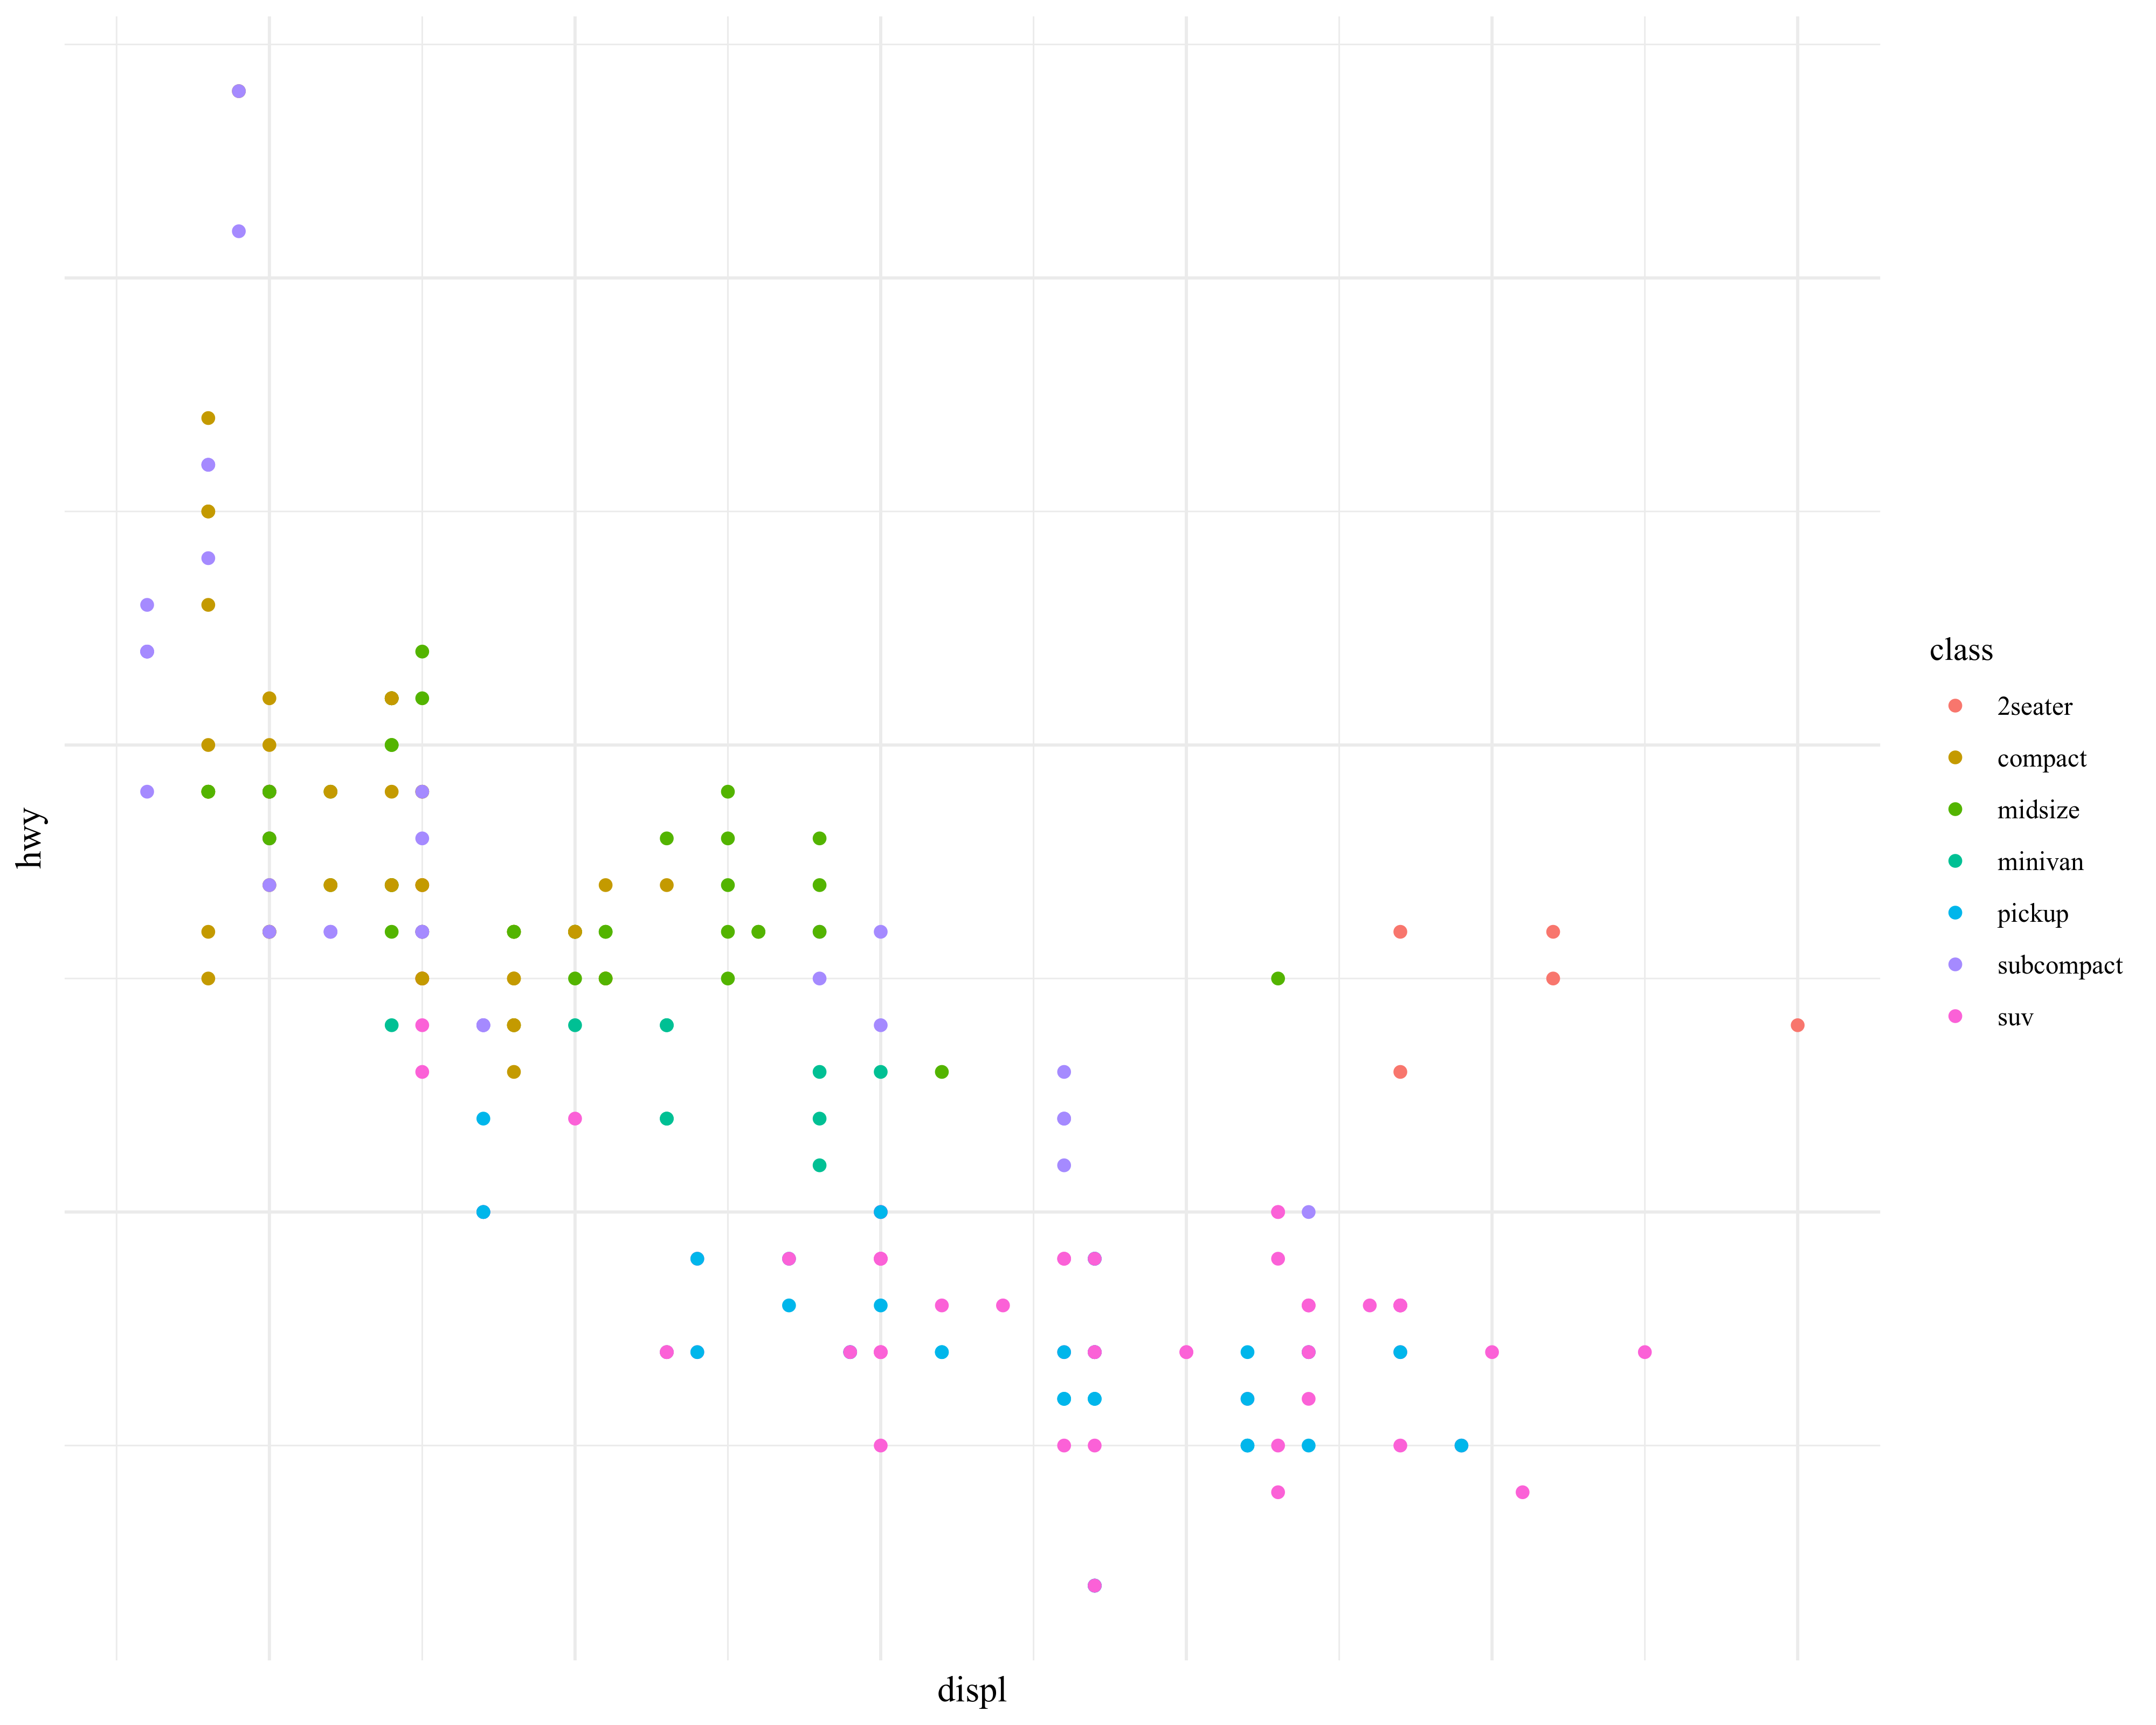 hwy
displ
class
2seater
compact
midsize
minivan
pickup
subcompact
suv